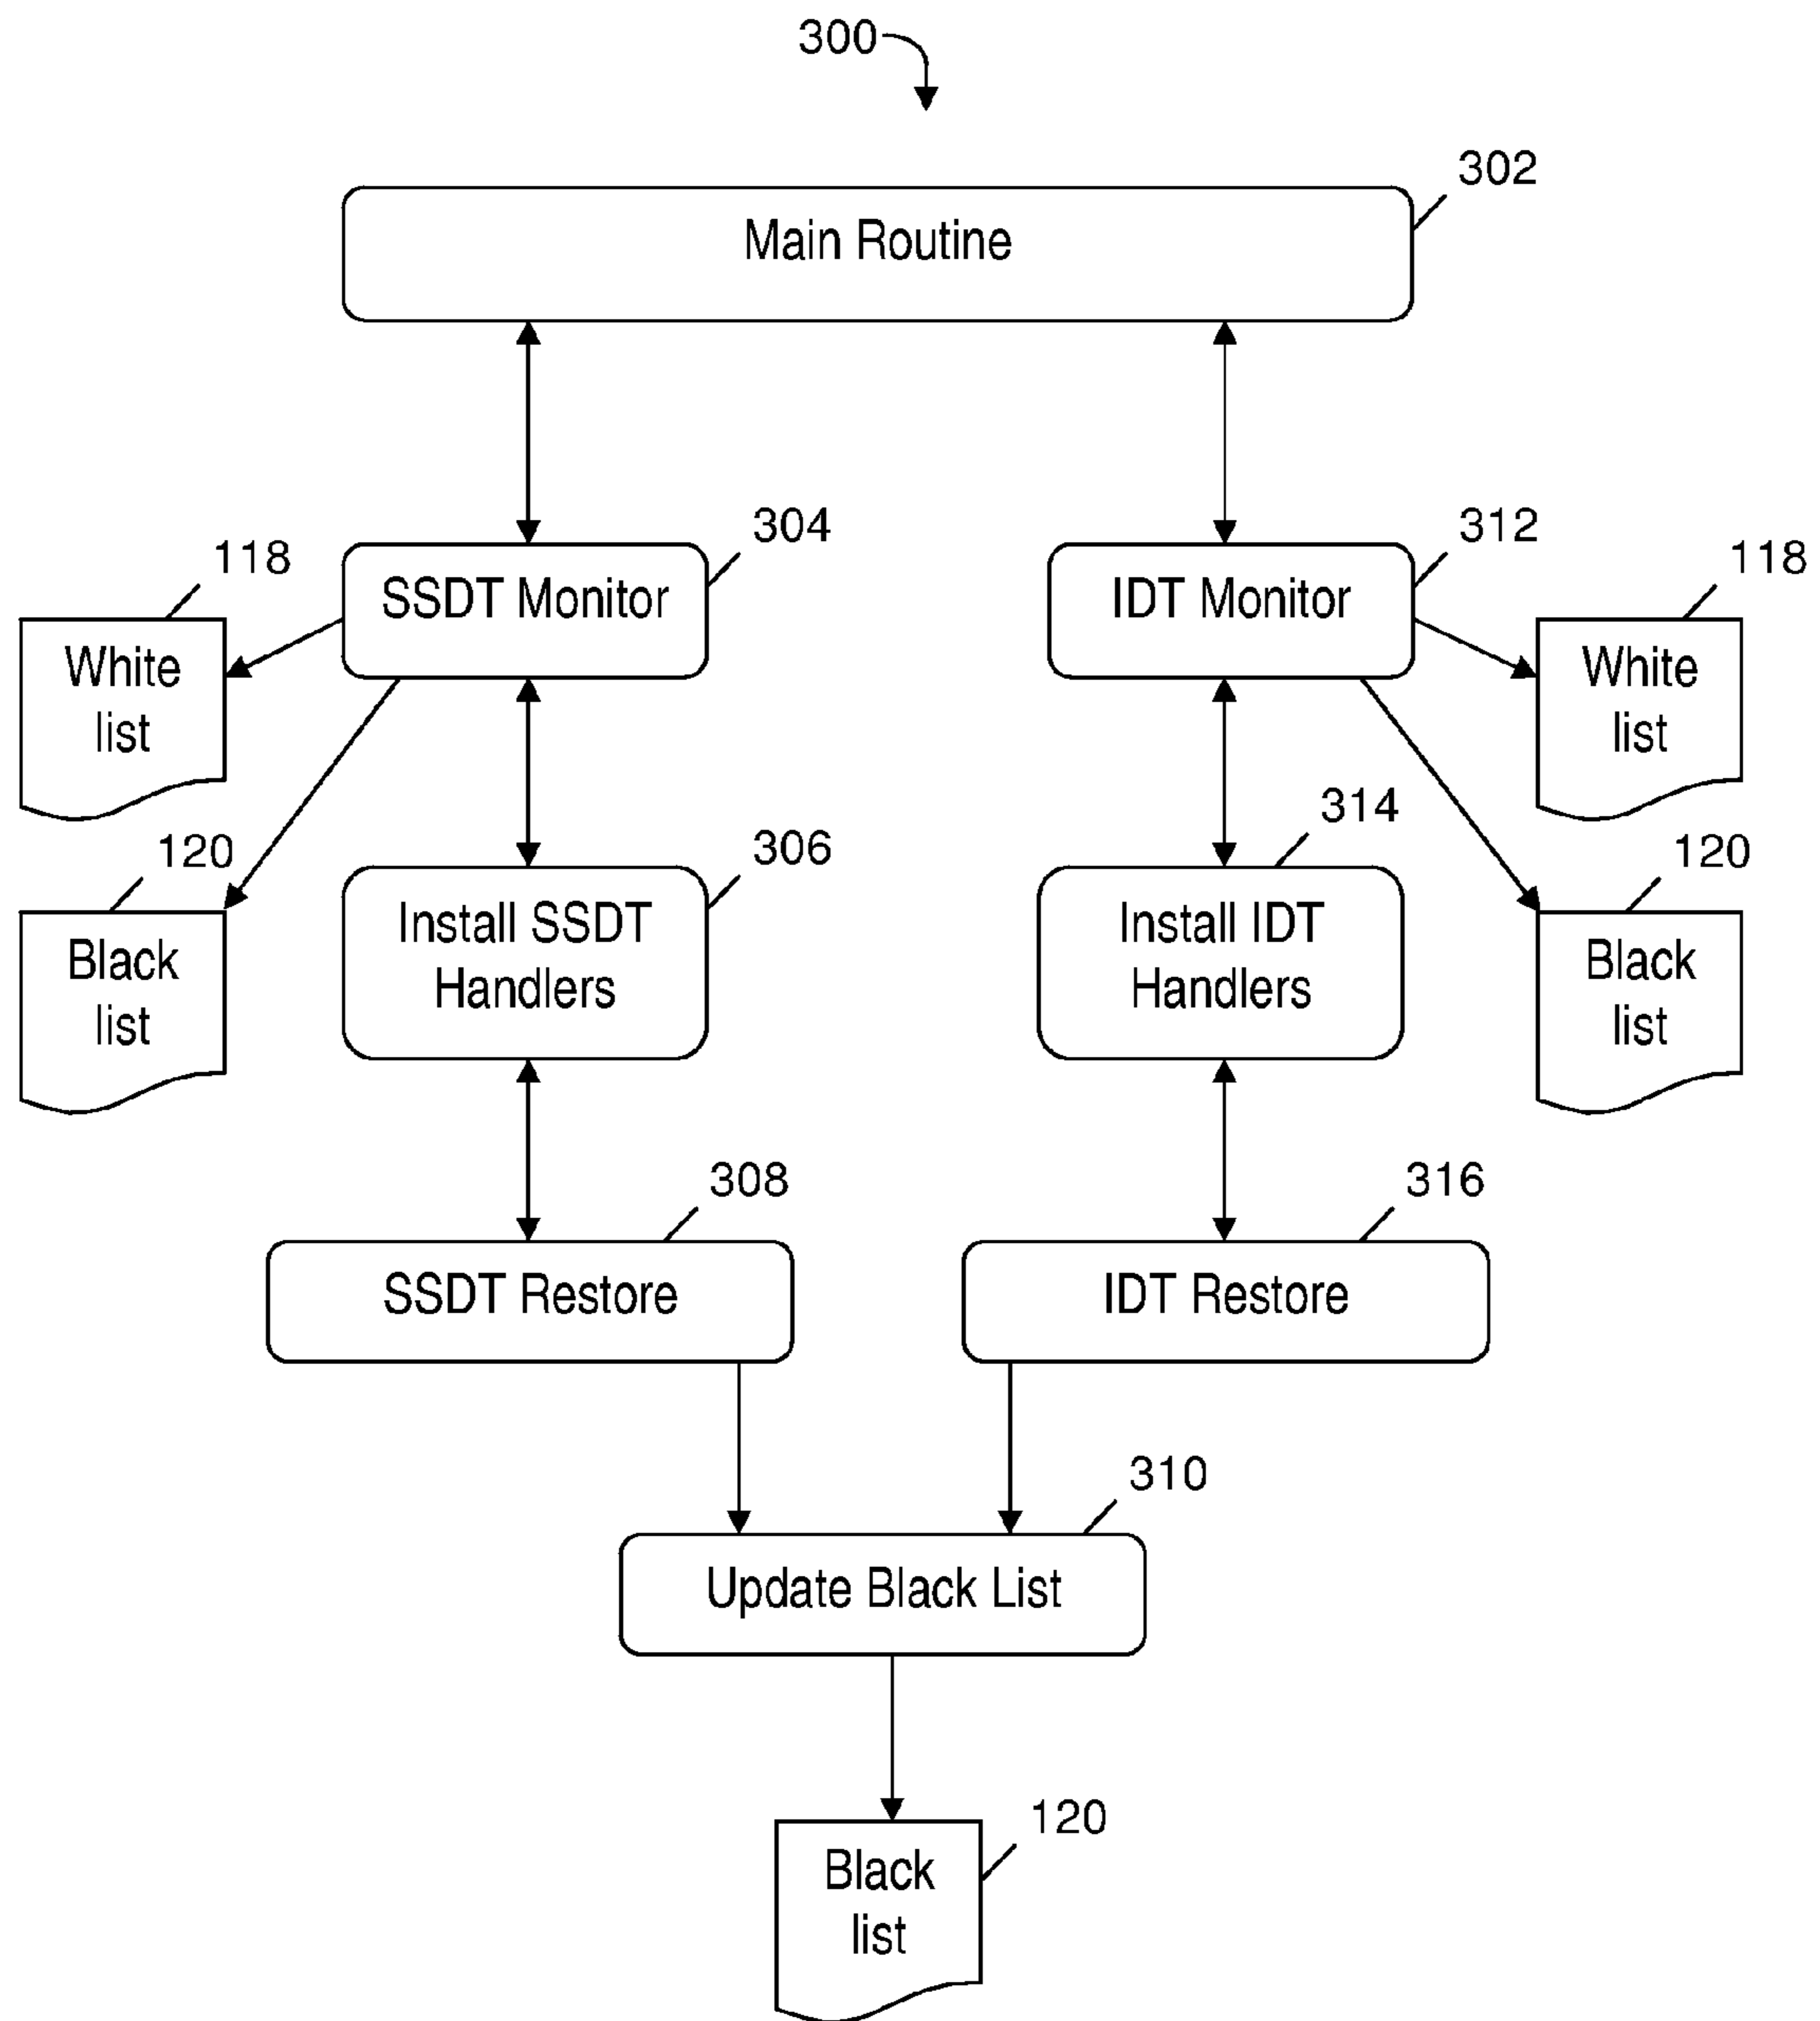 300
302
Main Routine
304
312
118
118
SSDT Monitor
IDT Monitor
White
list
White
list
314
120
306
120
Install SSDT
Handlers
Install IDT
Handlers
Black
list
Black
list
308
316
SSDT Restore
IDT Restore
310
Update Black List
120
Black
list